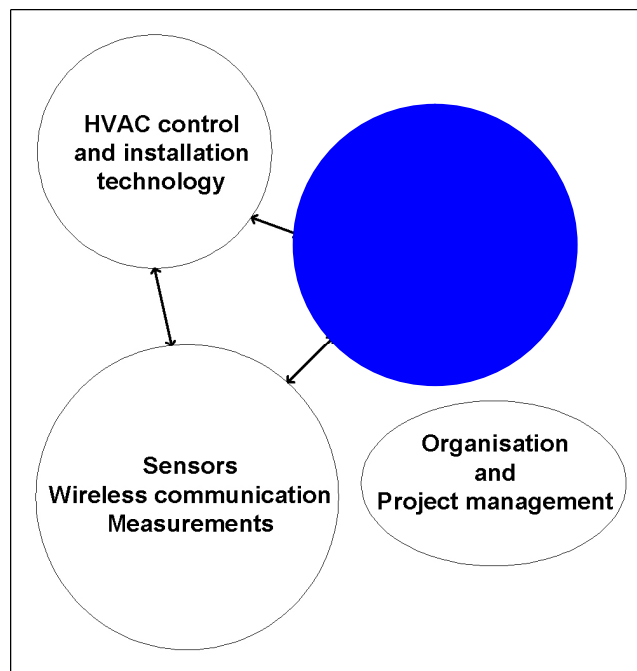 HVAC control
and installation
technology
Sensors
Wireless communication
Measurements
Organisation
and
Project management